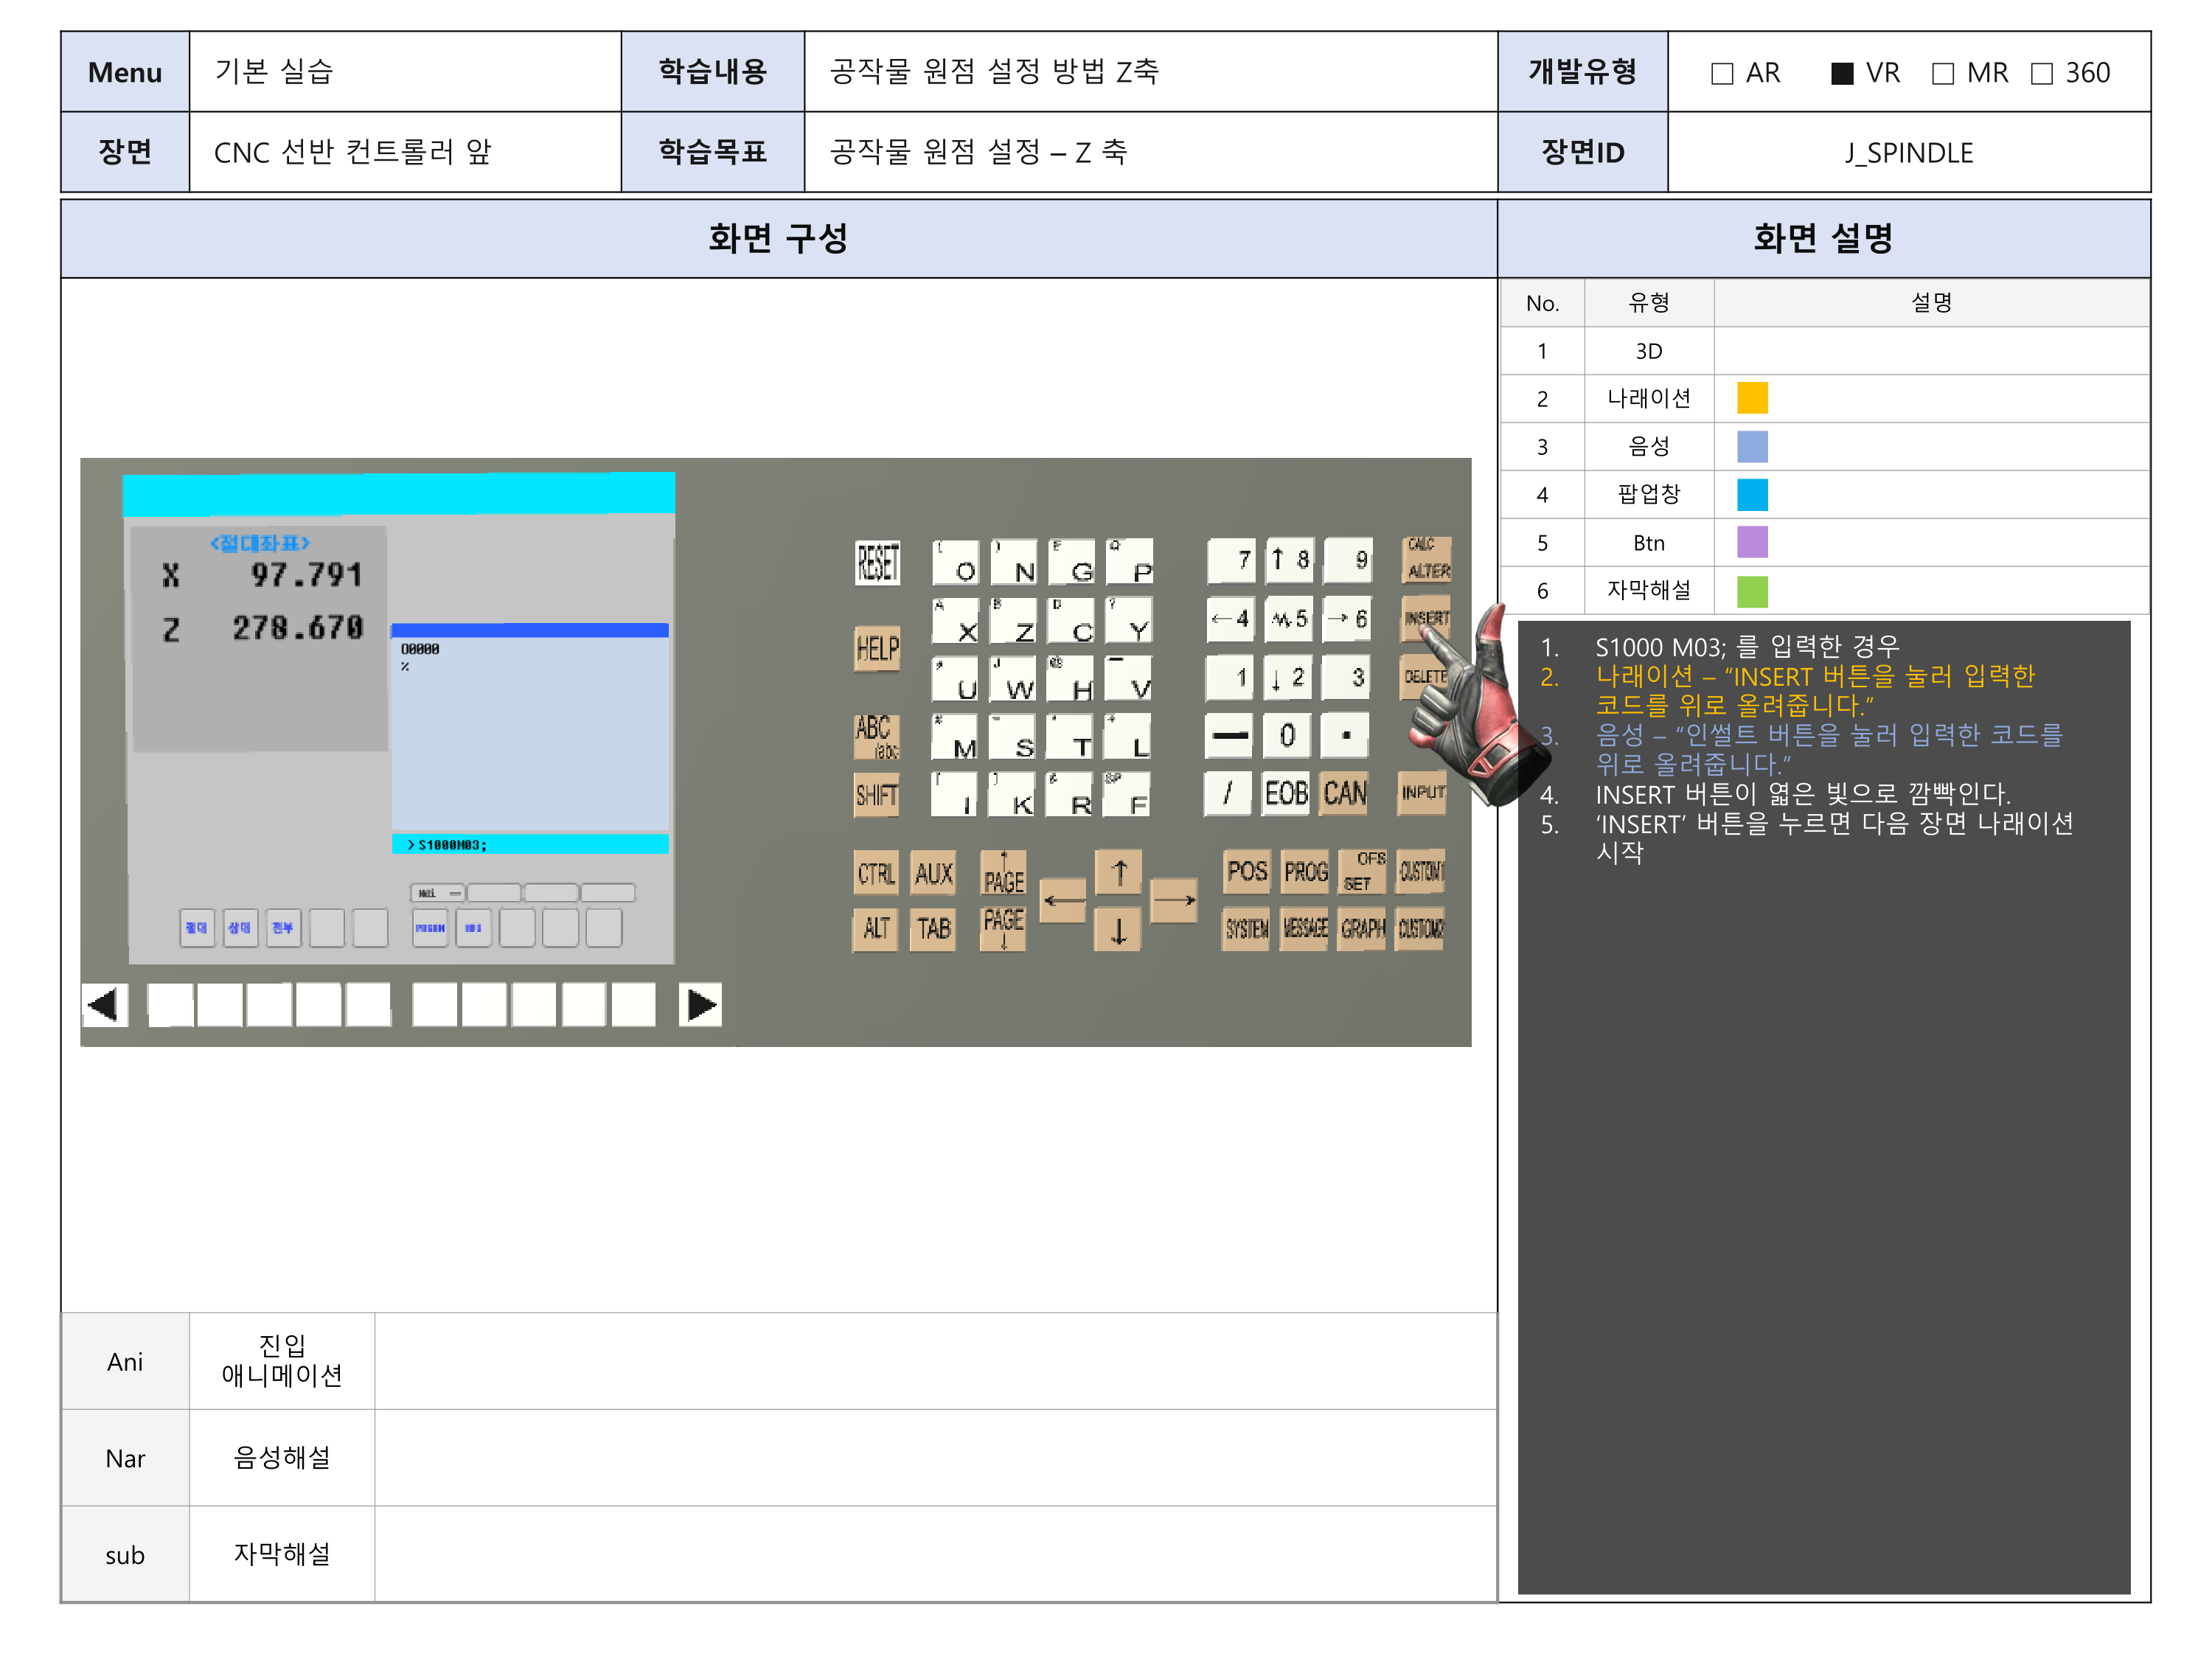 Menu
기본 실습
학습내용
공작물 원점 설정 방법 Z축
개발유형
□ AR ■ VR □ MR □ 360
장면
CNC 선반 컨트롤러 앞
학습목표
공작물 원점 설정 – Z 축
장면ID
J_SPINDLE
화면 구성
화면 설명
No. 유형 설명
1 3D
2 나래이션
3 음성
4 팝업창
5 Btn
6 자막해설
<절대좌표>
X 97.791
Z 278.670
O0000
%
> S1000M03;
절대 상대 전부
RESET O N G P 7 ↑ 8 9 CALC ALTER
HELP A X B Z D C ? Y ← 4 5 → 6 INSERT
U W H V 1 ↓ 2 3 DELETE
ABC /abc M S T L — 0 .
SHIFT I K R SP F / EOB CAN INPUT
CTRL AUX ↑ PAGE ← ↑ → POS PROG OFS SET CUSTOM1
ALT TAB PAGE ↓ ↓ SYSTEM MESSAGE GRAPH CUSTOM2
◀ ▶
1. S1000 M03; 를 입력한 경우
2. 나래이션 – “INSERT 버튼을 눌러 입력한
코드를 위로 올려줍니다.”
3. 음성 – “인썰트 버튼을 눌러 입력한 코드를
위로 올려줍니다.“
4. INSERT 버튼이 엷은 빛으로 깜빡인다.
5. ‘INSERT’ 버튼을 누르면 다음 장면 나래이션
시작
Ani
진입
애니메이션
Nar
음성해설
sub
자막해설